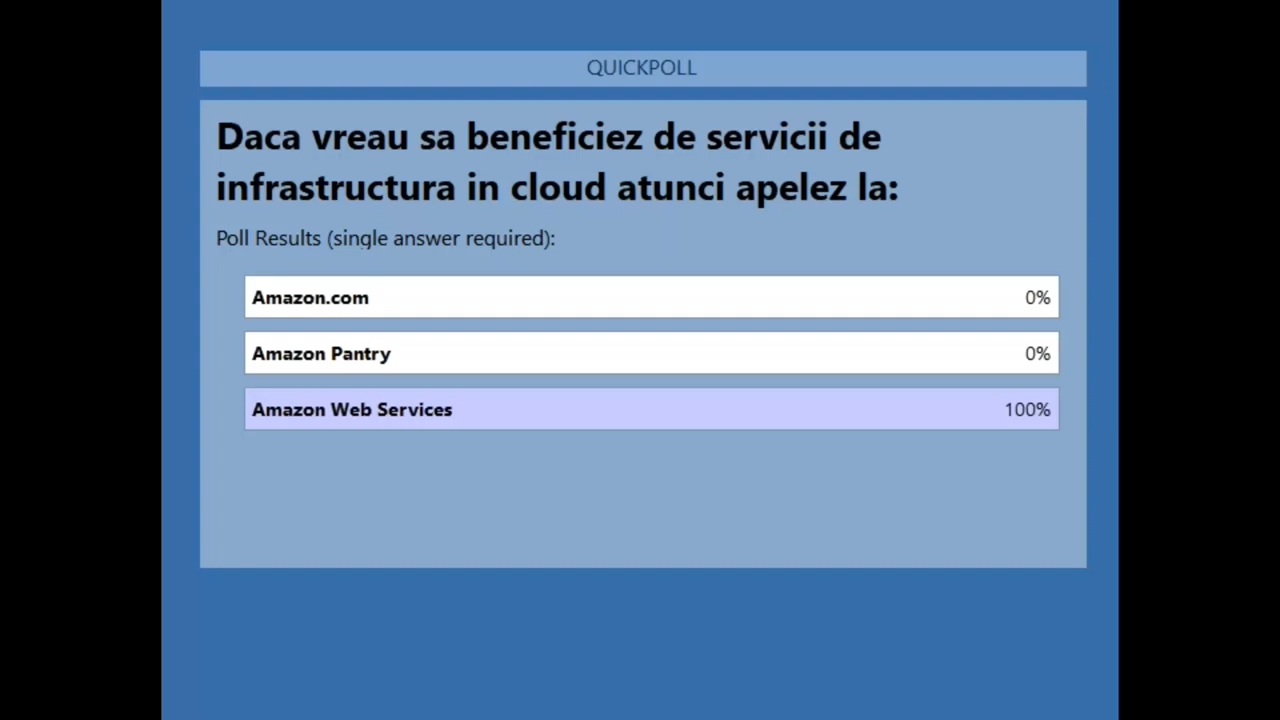 QUICKPOLL
Daca vreau sa beneficiez de servicii de
infrastructura in cloud atunci apelez la:
Poll Results (single answer required):
Amazon.com 0%
Amazon Pantry 0%
Amazon Web Services 100%